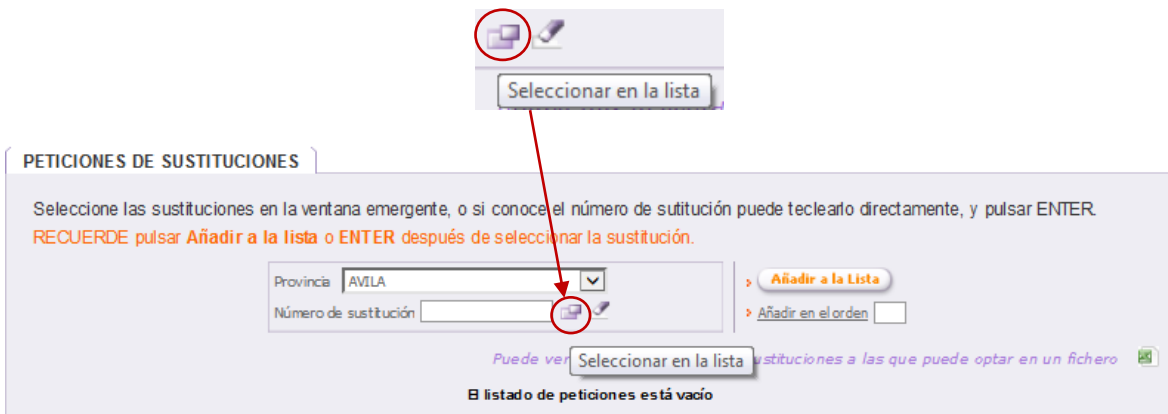 Seleccionar en la lista
PETICIONES DE SUSTITUCIONES
Seleccione las sustituciones en la ventana emergente, o si conoce el número de sutitución puede teclearlo directamente, y pulsar ENTER.
RECUERDE pulsar Añadir a la lista o ENTER después de seleccionar la sustitución.
Provincia AVILA
Añadir a la Lista
Número de sustitución
Añadir en el orden
Puede ver
Seleccionar en la lista
ustituciones a las que puede optar en un fichero
El listado de peticiones está vacío